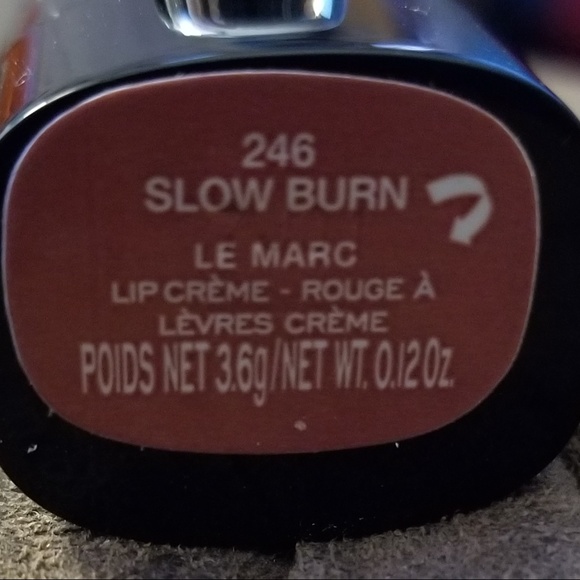 246
SLOW BURN
LE MARC
LIP CRÈME - ROUGE À
LÈVRES CRÈME
POIDS NET 3.6g/NET WT. 0.12 Oz.